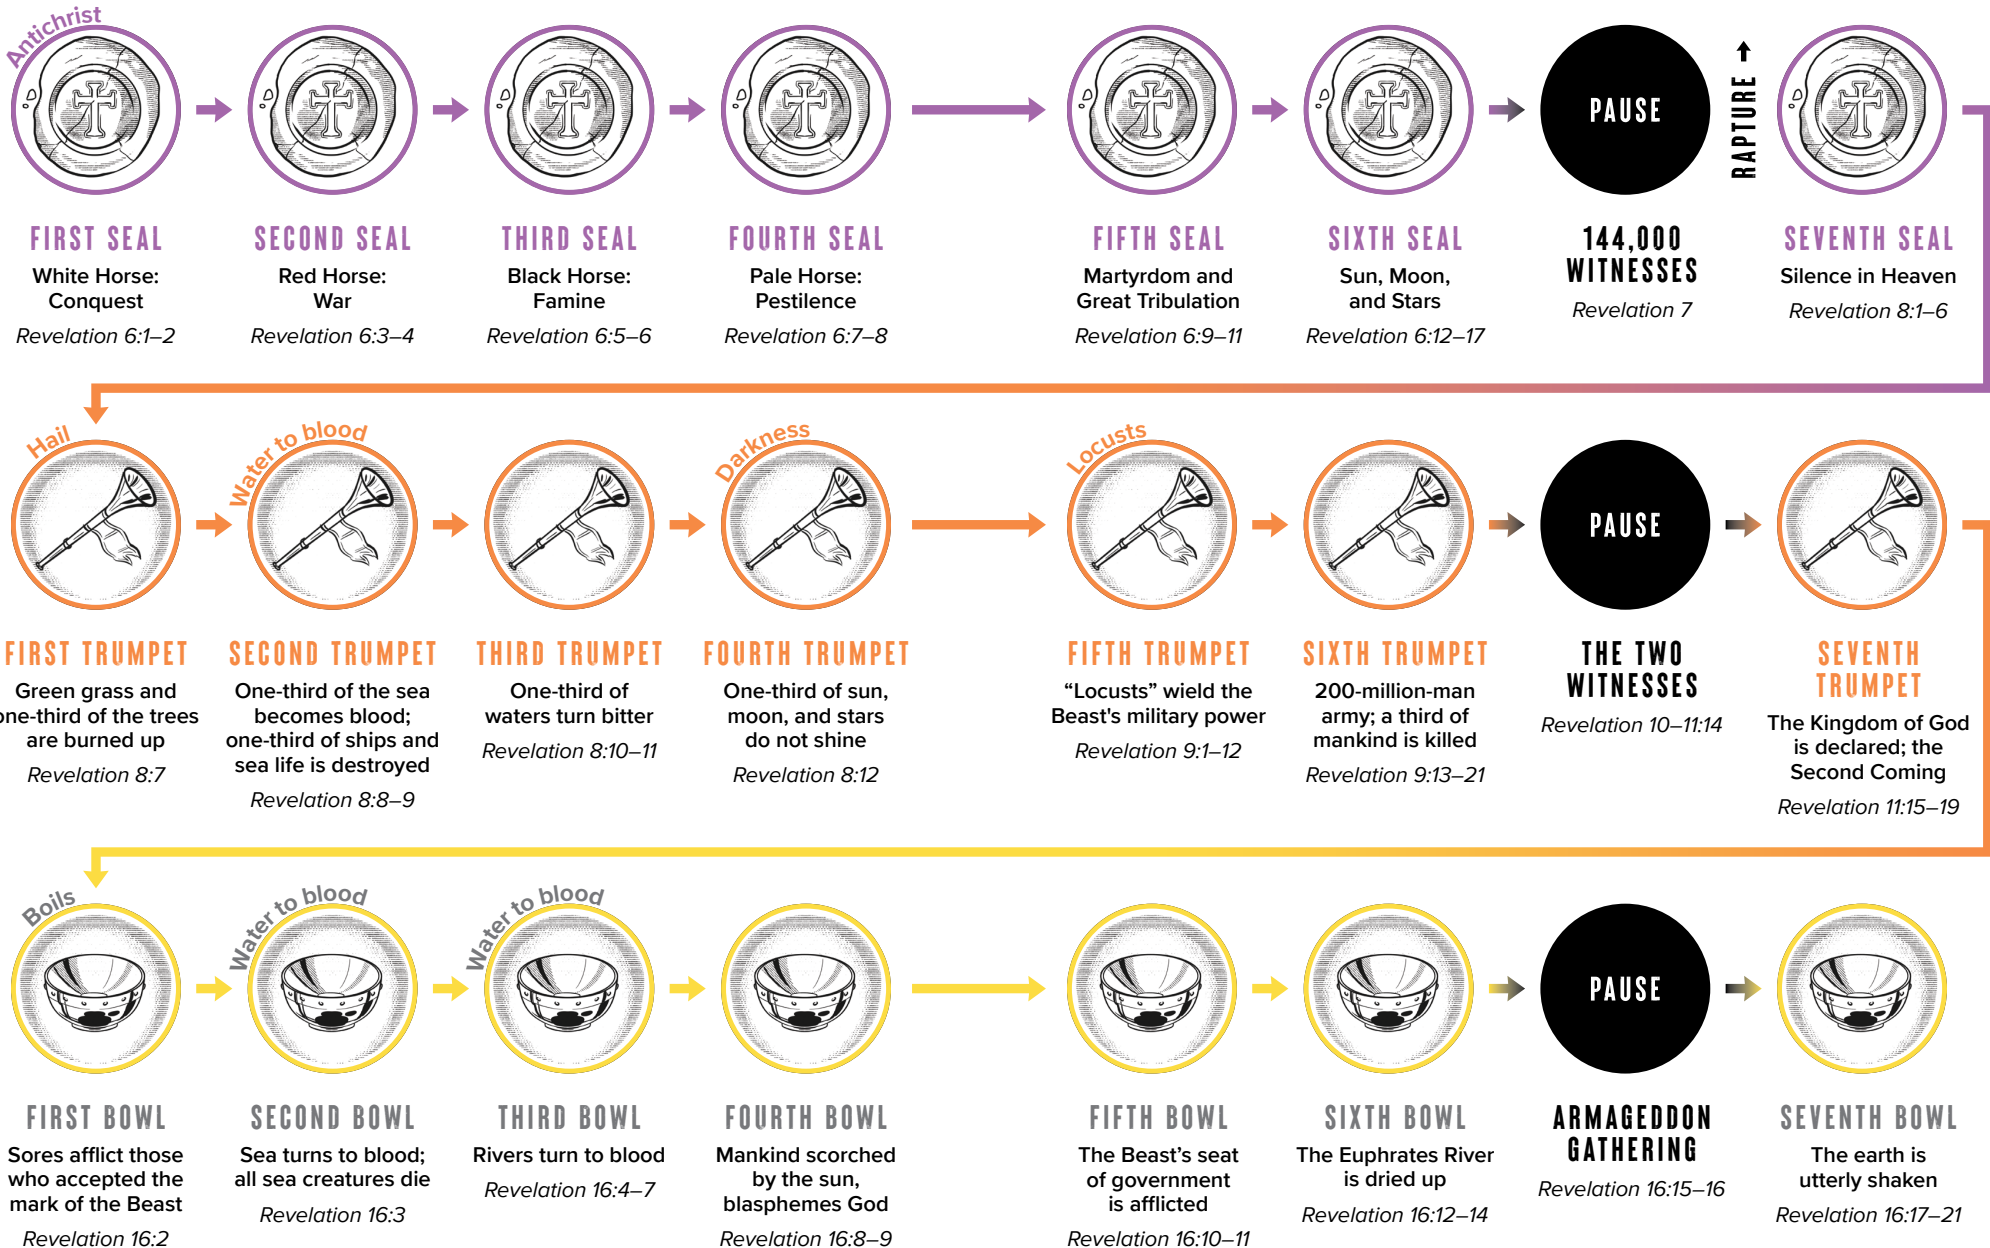 Antichrist
PAUSE
RAPTURE
FIRST SEAL
White Horse:
Conquest
Revelation 6:1–2
SECOND SEAL
Red Horse:
War
Revelation 6:3–4
THIRD SEAL
Black Horse:
Famine
Revelation 6:5–6
FOURTH SEAL
Pale Horse:
Pestilence
Revelation 6:7–8
FIFTH SEAL
Martyrdom and
Great Tribulation
Revelation 6:9–11
SIXTH SEAL
Sun, Moon,
and Stars
Revelation 6:12–17
144,000
WITNESSES
Revelation 7
SEVENTH SEAL
Silence in Heaven
Revelation 8:1–6
Hail
Water to blood
Darkness
Locusts
PAUSE
FIRST TRUMPET
Green grass and
one-third of the trees
are burned up
Revelation 8:7
SECOND TRUMPET
One-third of the sea
becomes blood;
one-third of ships and
sea life is destroyed
Revelation 8:8–9
THIRD TRUMPET
One-third of
waters turn bitter
Revelation 8:10–11
FOURTH TRUMPET
One-third of sun,
moon, and stars
do not shine
Revelation 8:12
FIFTH TRUMPET
“Locusts” wield the
Beast's military power
Revelation 9:1–12
SIXTH TRUMPET
200-million-man
army; a third of
mankind is killed
Revelation 9:13–21
THE TWO
WITNESSES
Revelation 10–11:14
SEVENTH
TRUMPET
The Kingdom of God
is declared; the
Second Coming
Revelation 11:15–19
Boils
Water to blood
Water to blood
PAUSE
FIRST BOWL
Sores afflict those
who accepted the
mark of the Beast
Revelation 16:2
SECOND BOWL
Sea turns to blood;
all sea creatures die
Revelation 16:3
THIRD BOWL
Rivers turn to blood
Revelation 16:4–7
FOURTH BOWL
Mankind scorched
by the sun,
blasphemes God
Revelation 16:8–9
FIFTH BOWL
The Beast’s seat
of government
is afflicted
Revelation 16:10–11
SIXTH BOWL
The Euphrates River
is dried up
Revelation 16:12–14
ARMAGEDDON
GATHERING
Revelation 16:15–16
SEVENTH BOWL
The earth is
utterly shaken
Revelation 16:17–21